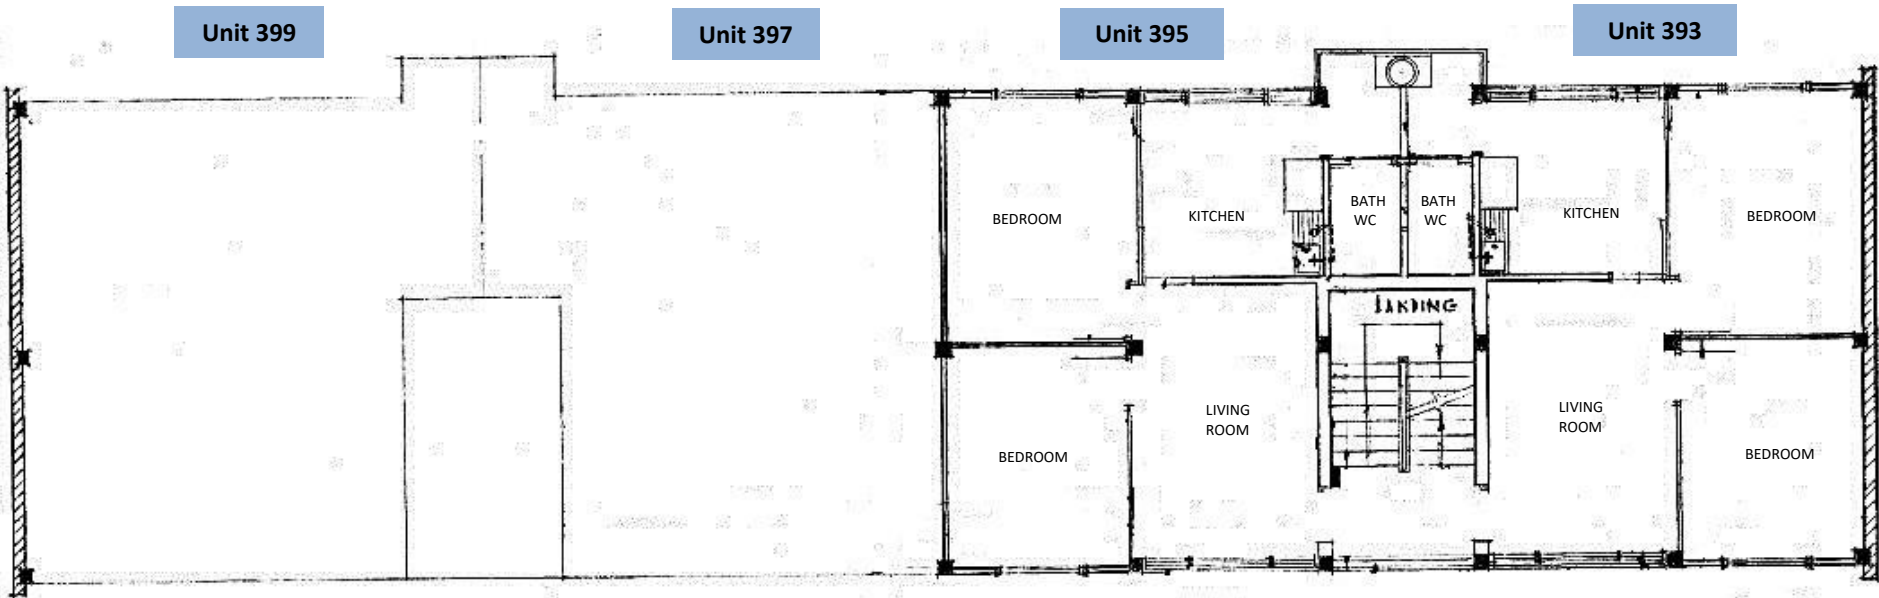 Unit 399
Unit 397
Unit 395
Unit 393
BEDROOM
KITCHEN
BATH
WC
BATH
WC
KITCHEN
BEDROOM
LANDING
BEDROOM
LIVING
ROOM
LIVING
ROOM
BEDROOM